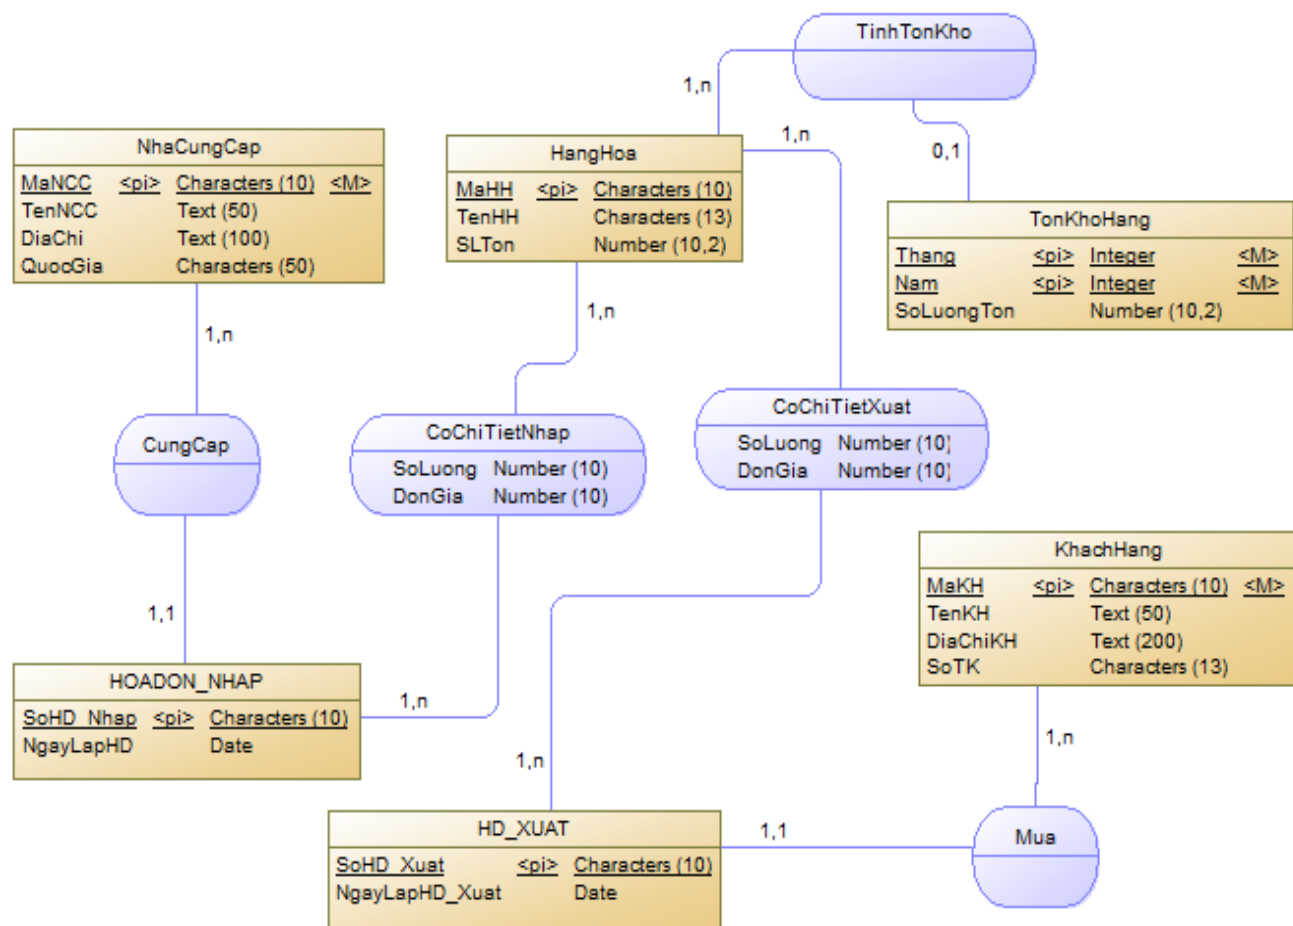 TinhTonKho
1,n
1,n
0,1
NhaCungCap
MaNCC <pi> Characters (10) <M>
TenNCC Text (50)
DiaChi Text (100)
QuocGia Characters (50)
HangHoa
MaHH <pi> Characters (10)
TenHH Characters (13)
SLTon Number (10,2)
TonKhoHang
Thang <pi> Integer <M>
Nam <pi> Integer <M>
SoLuongTon Number (10,2)
1,n
1,n
CungCap
CoChiTietNhap
SoLuong Number (10)
DonGia Number (10)
CoChiTietXuat
SoLuong Number (10)
DonGia Number (10)
KhachHang
MaKH <pi> Characters (10) <M>
TenKH Text (50)
DiaChiKH Text (200)
SoTK Characters (13)
1,1
HOADON_NHAP
SoHD_Nhap <pi> Characters (10)
NgayLapHD Date
1,n
1,n
1,n
HD_XUAT
SoHD_Xuat <pi> Characters (10)
NgayLapHD_Xuat Date
1,1
Mua